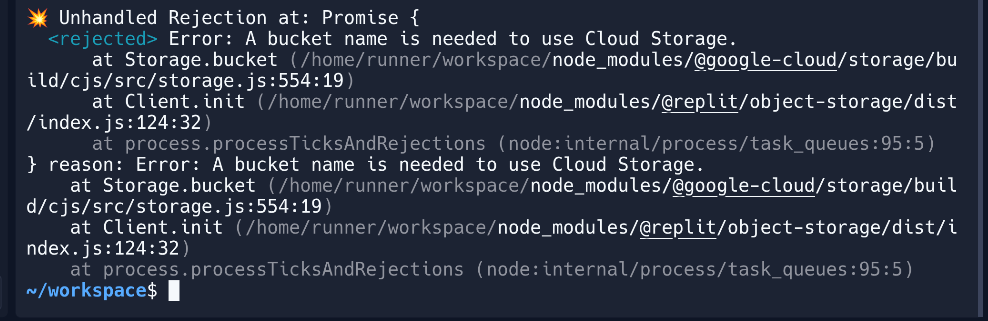 💥 Unhandled Rejection at: Promise {
  <rejected> Error: A bucket name is needed to use Cloud Storage.
      at Storage.bucket (/home/runner/workspace/node_modules/@google-cloud/storage/bu
ild/cjs/src/storage.js:554:19)
      at Client.init (/home/runner/workspace/node_modules/@replit/object-storage/dist
/index.js:124:32)
      at process.processTicksAndRejections (node:internal/process/task_queues:95:5)
} reason: Error: A bucket name is needed to use Cloud Storage.
    at Storage.bucket (/home/runner/workspace/node_modules/@google-cloud/storage/buil
d/cjs/src/storage.js:554:19)
    at Client.init (/home/runner/workspace/node_modules/@replit/object-storage/dist/i
ndex.js:124:32)
    at process.processTicksAndRejections (node:internal/process/task_queues:95:5)
~/workspace$